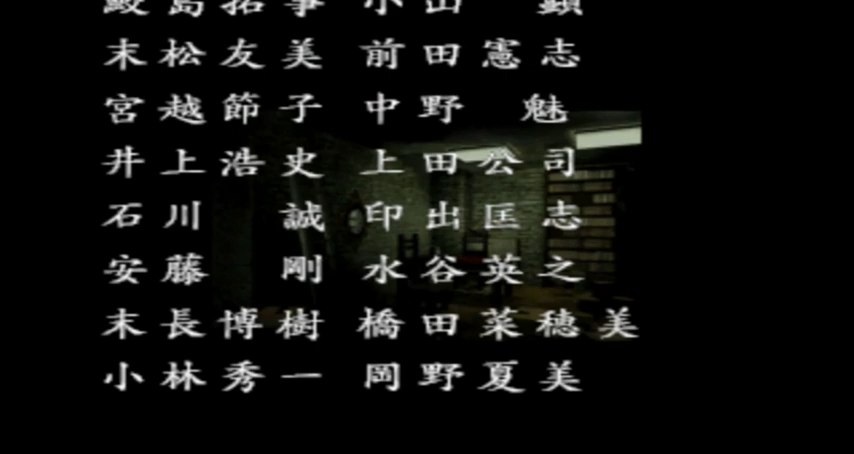 末松友美 前田憲志
宮越節子 中野 魅
井上浩史 上田公司
石川 誠 印出匡志
安藤 剛 水谷英之
末長博樹 橋田菜穂美
小林秀一 岡野夏美